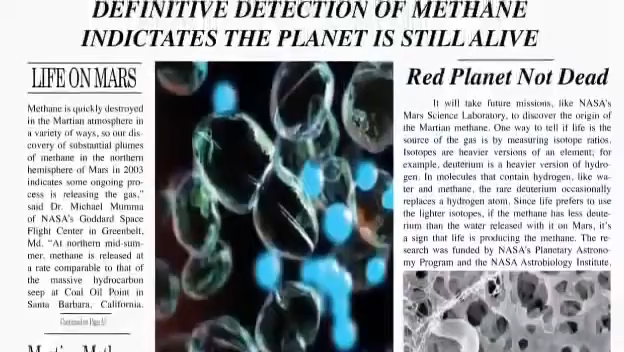 DEFINITIVE DETECTION OF METHANE
INDICTATES THE PLANET IS STILL ALIVE
LIFE ON MARS
Methane is quickly destroyed
in the Martian atmosphere in
a variety of ways, so our dis-
covery of substantial plumes
of methane in the northern
hemisphere of Mars in 2003
indicates some ongoing pro-
cess is releasing the gas,"
said Dr. Michael Mumma
of NASA's Goddard Space
Flight Center in Greenbelt,
Md. "At northern mid-sum-
mer, methane is released at
a rate comparable to that of
the massive hydrocarbon
seep at Coal Oil Point in
Santa Barbara, California.
Continued on Page A7
Red Planet Not Dead
It will take future missions, like NASA's
Mars Science Laboratory, to discover the origin of
the Martian methane. One way to tell if life is the
source of the gas is by measuring isotope ratios.
Isotopes are heavier versions of an element; for
example, deuterium is a heavier version of hydro-
gen. In molecules that contain hydrogen, like wa-
ter and methane, the rare deuterium occasionally
replaces a hydrogen atom. Since life prefers to use
the lighter isotopes, if the methane has less deute-
rium than the water released with it on Mars, it's
a sign that life is producing the methane. The re-
search was funded by NASA's Planetary Astrono-
my Program and the NASA Astrobiology Institute.